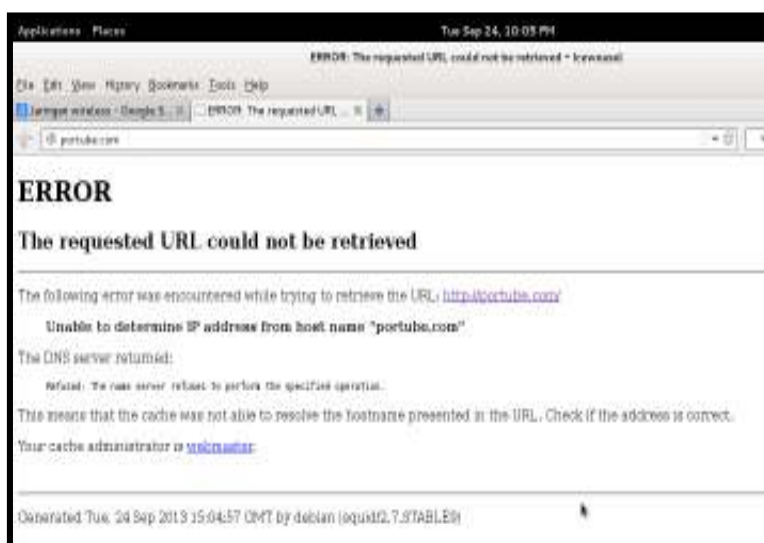 Applications Places Tue Sep 24, 10:05 PM
ERROR: The requested URL could not be retrieved - Iceweasel
File Edit View History Bookmarks Tools Help
Jaringan wireless - Google S... ERROR: The requested URL ...
portube.com
ERROR
The requested URL could not be retrieved
The following error was encountered while trying to retrieve the URL: http://portube.com/
Unable to determine IP address from host name "portube.com"
The DNS server returned:
Refused: The name server refuses to perform the specified operation.
This means that the cache was not able to resolve the hostname presented in the URL. Check if the address is correct.
Your cache administrator is webmaster.
Generated Tue, 24 Sep 2013 15:04:57 GMT by debian (squid/2.7.STABLE9)